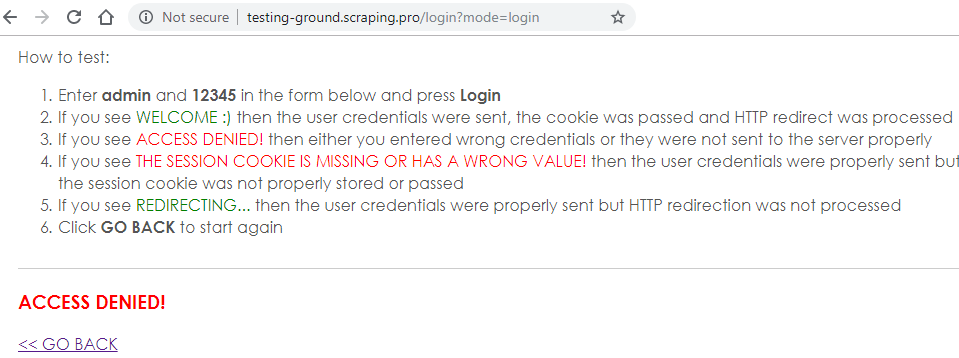 Not secure | testing-ground.scraping.pro/login?mode=login
How to test:
1. Enter admin and 12345 in the form below and press Login
2. If you see WELCOME :) then the user credentials were sent, the cookie was passed and HTTP redirect was processed
3. If you see ACCESS DENIED! then either you entered wrong credentials or they were not sent to the server properly
4. If you see THE SESSION COOKIE IS MISSING OR HAS A WRONG VALUE! then the user credentials were properly sent but
the session cookie was not properly stored or passed
5. If you see REDIRECTING... then the user credentials were properly sent but HTTP redirection was not processed
6. Click GO BACK to start again
ACCESS DENIED!
<< GO BACK